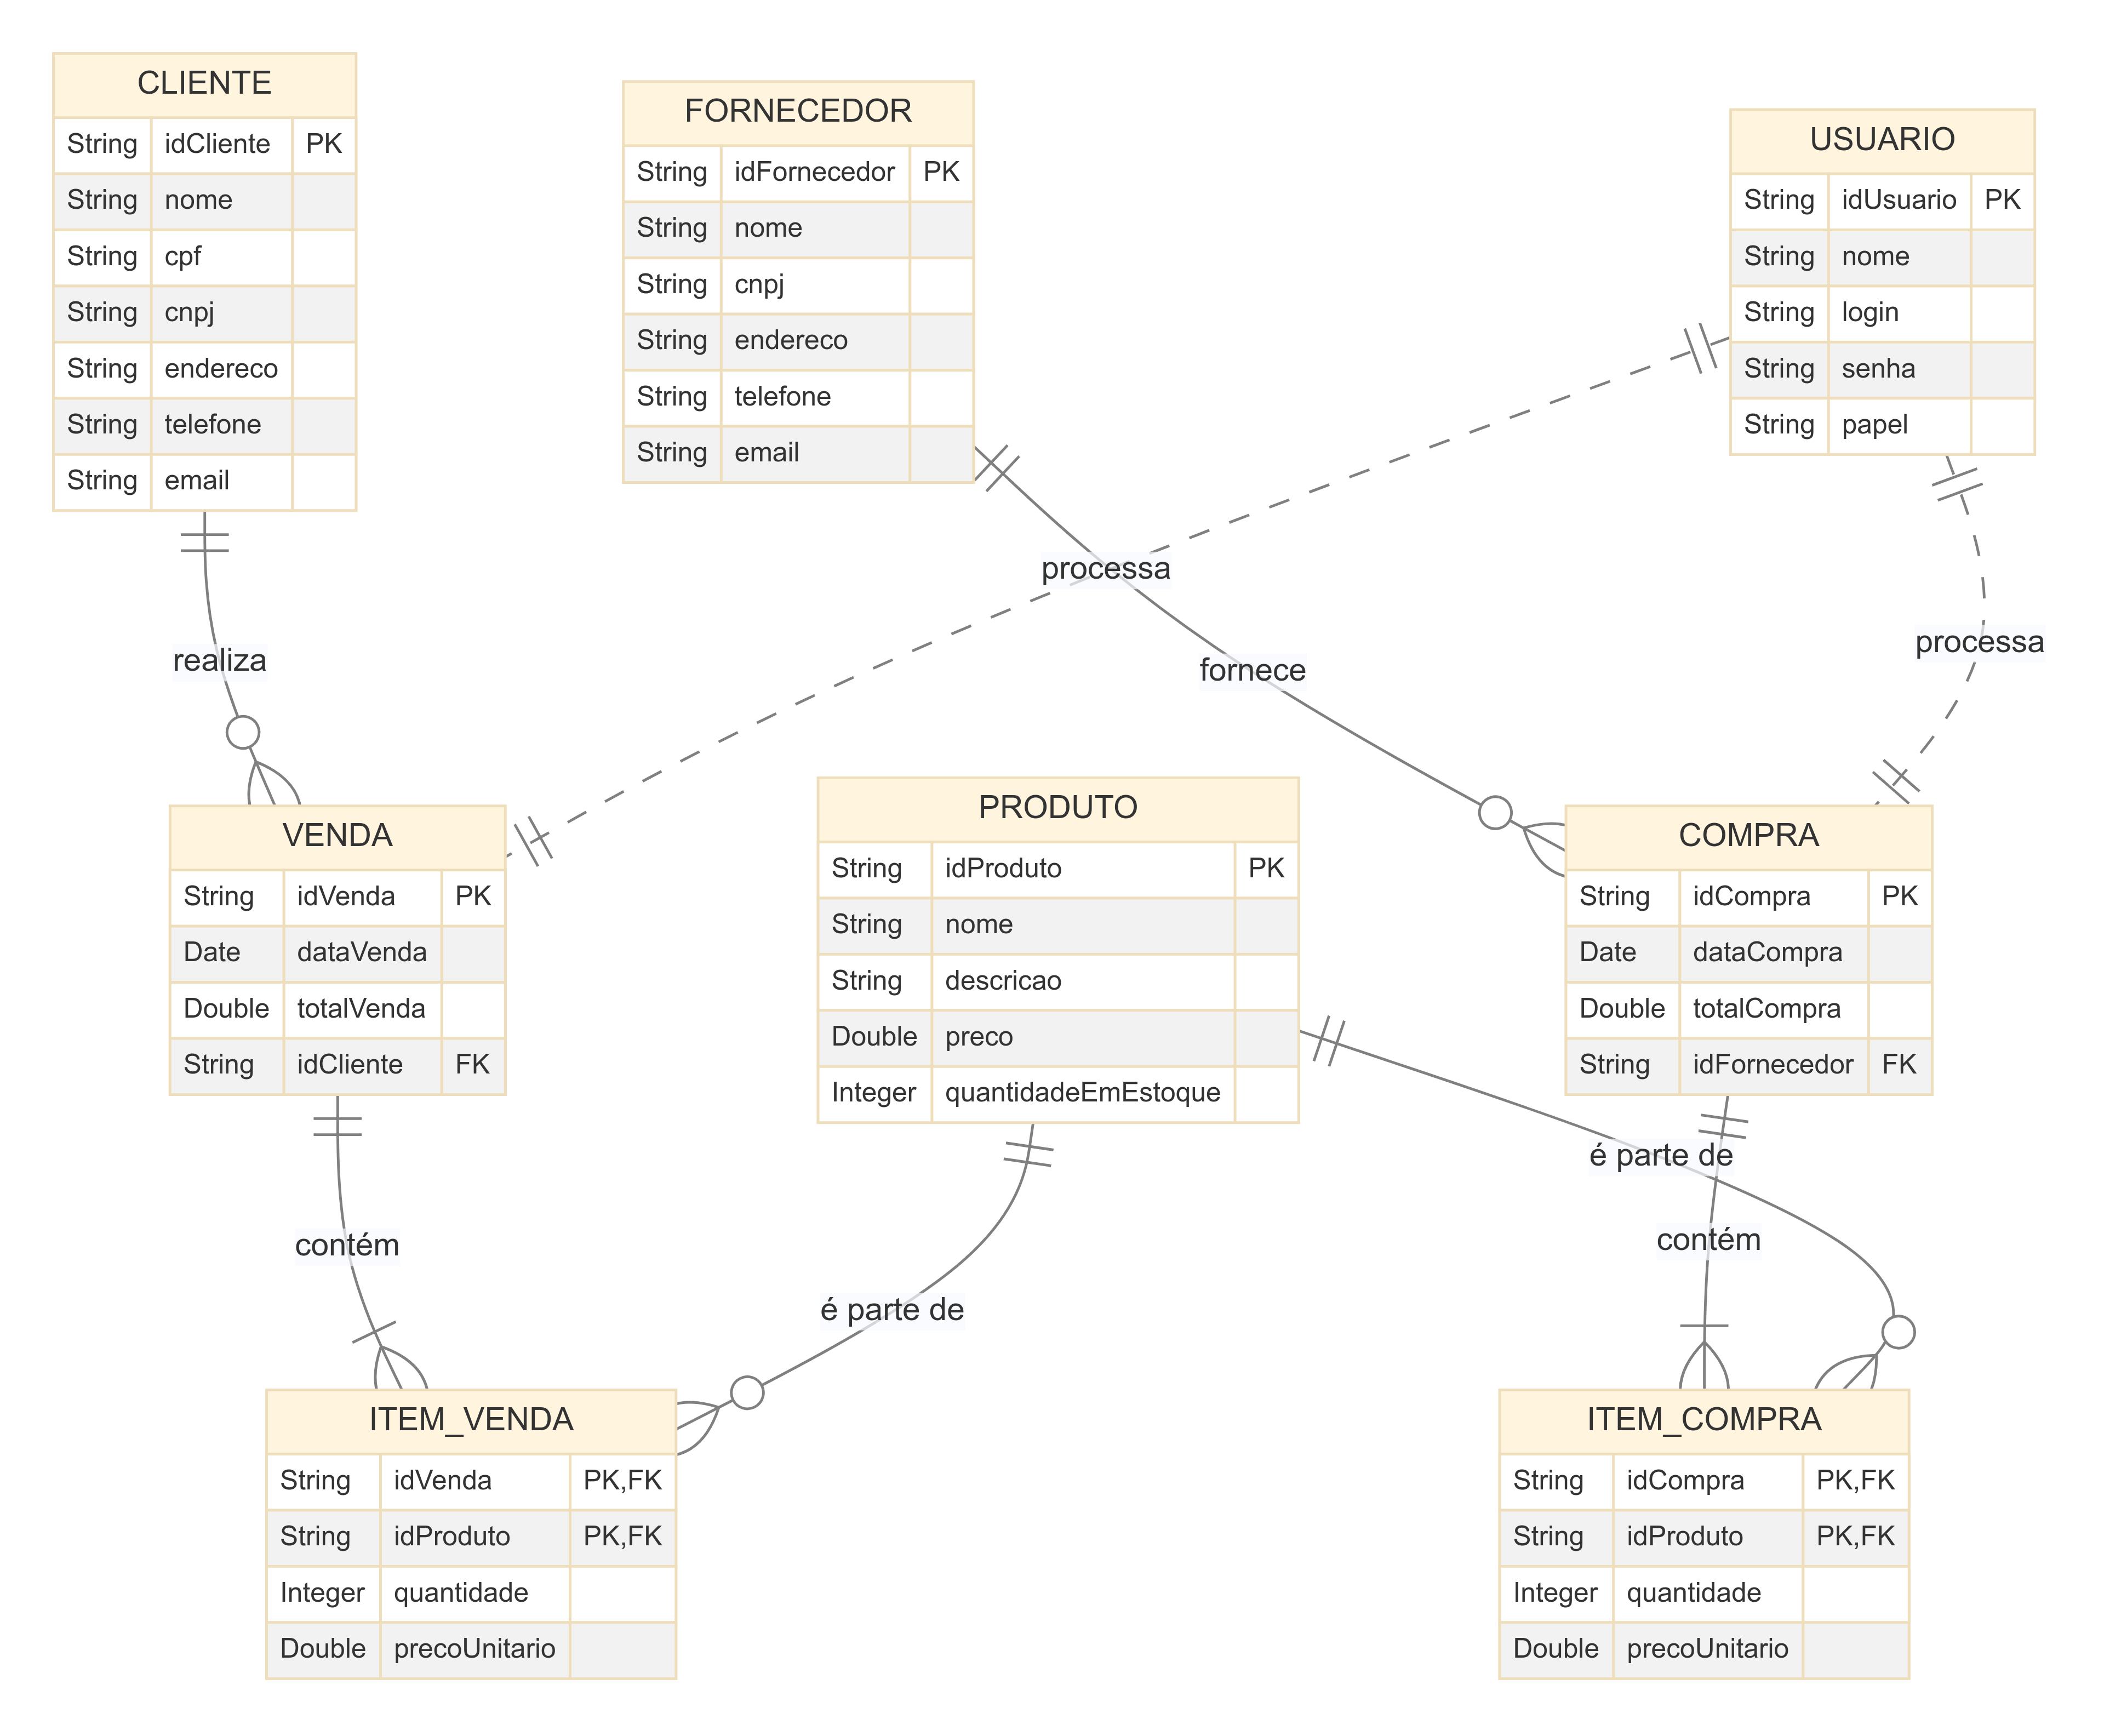 CLIENTE
String idCliente PK
String nome
String cpf
String cnpj
String endereco
String telefone
String email
FORNECEDOR
String idFornecedor PK
String nome
String cnpj
String endereco
String telefone
String email
USUARIO
String idUsuario PK
String nome
String login
String senha
String papel
processa
realiza
fornece
processa
VENDA
String idVenda PK
Date dataVenda
Double totalVenda
String idCliente FK
PRODUTO
String idProduto PK
String nome
String descricao
Double preco
Integer quantidadeEmEstoque
COMPRA
String idCompra PK
Date dataCompra
Double totalCompra
String idFornecedor FK
contém
é parte de
é parte de
contém
ITEM_VENDA
String idVenda PK,FK
String idProduto PK,FK
Integer quantidade
Double precoUnitario
ITEM_COMPRA
String idCompra PK,FK
String idProduto PK,FK
Integer quantidade
Double precoUnitario